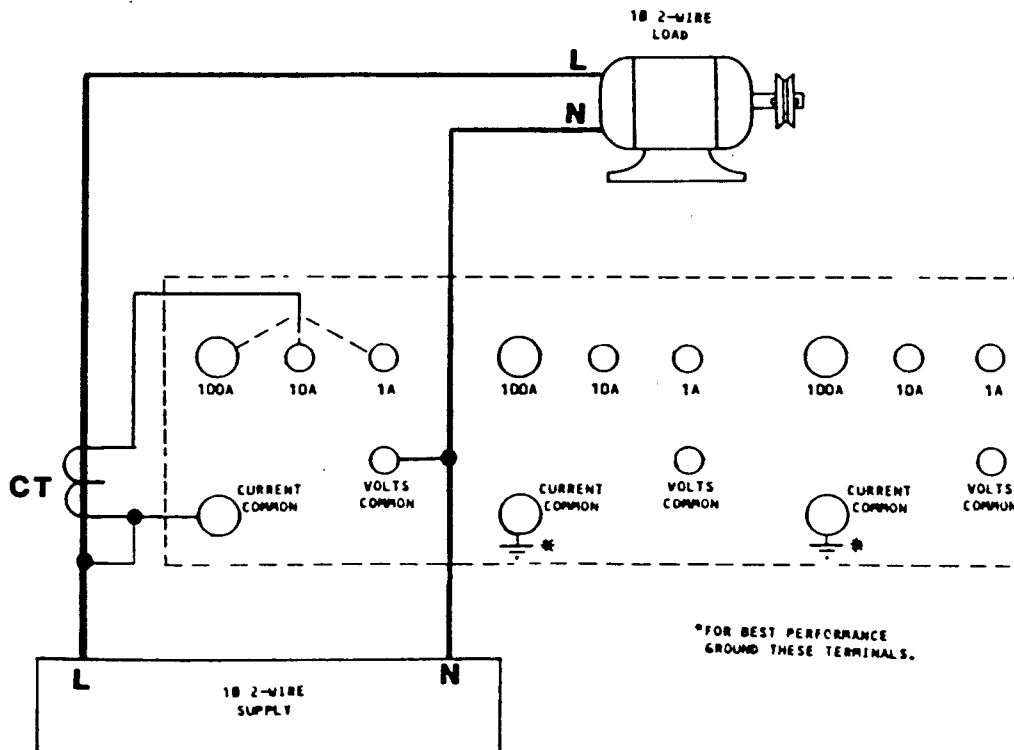 1Ø 2-WIRE
LOAD
L
N
100A 10A 1A 100A 10A 1A 100A 10A 1A
CT
CURRENT
COMMON
VOLTS
COMMON
CURRENT
COMMON
*
VOLTS
COMMON
CURRENT
COMMON
*
VOLTS
COMMON
*FOR BEST PERFORMANCE
GROUND THESE TERMINALS.
L N
1Ø 2-WIRE
SUPPLY